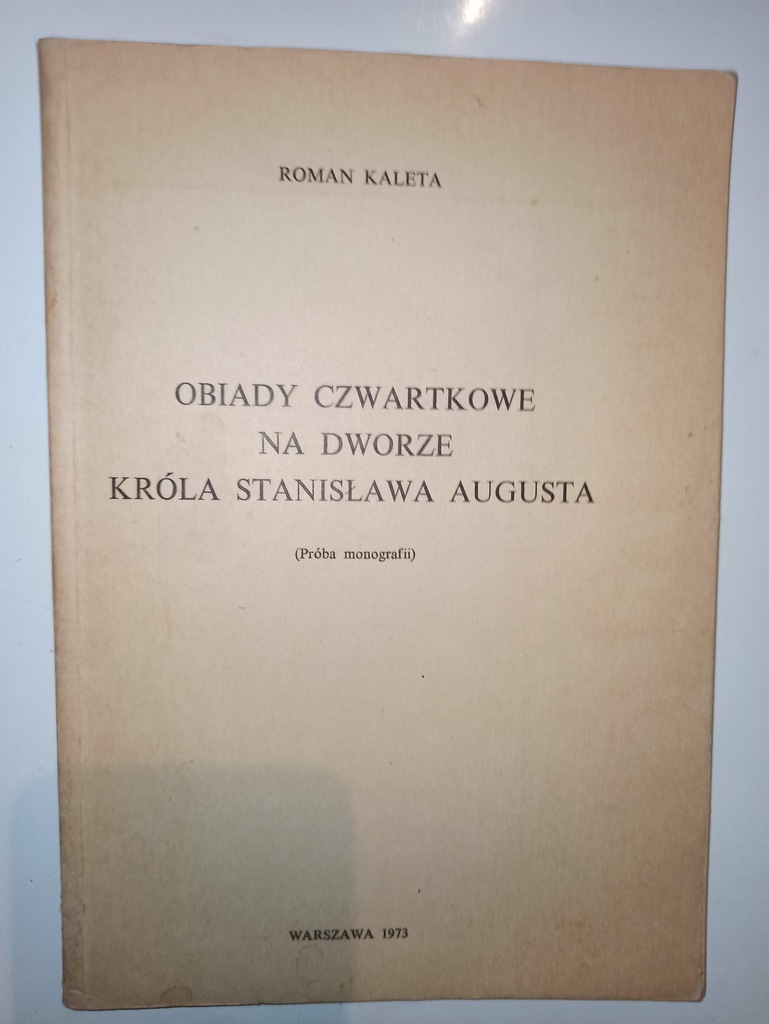 ROMAN KALETA
OBIADY CZWARTKOWE
NA DWORZE
KRÓLA STANISŁAWA AUGUSTA
(Próba monografii)
WARSZAWA 1973